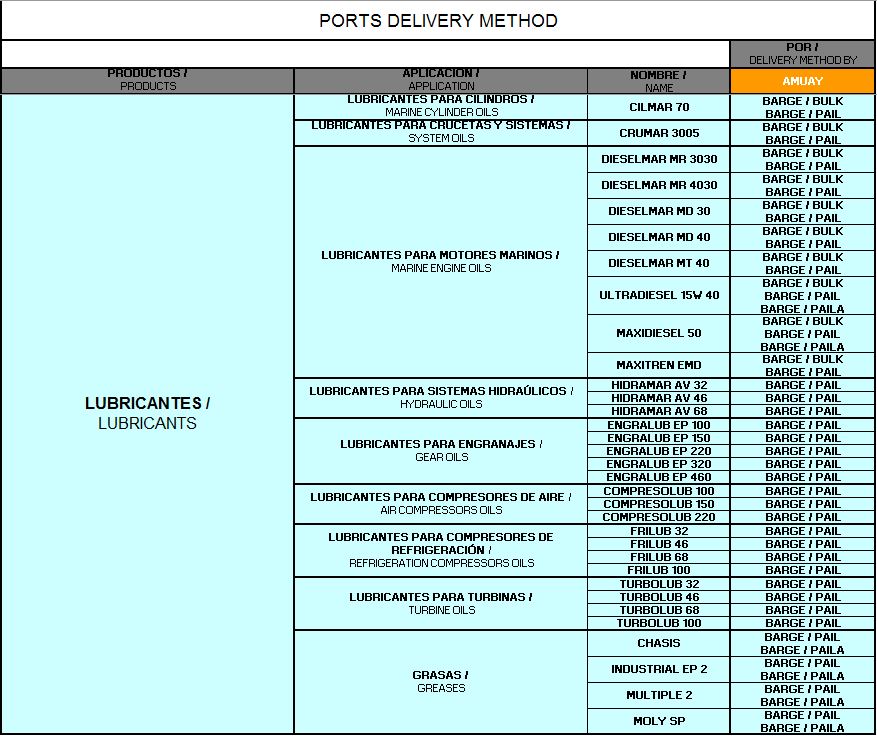 PORTS DELIVERY METHOD
POR /
DELIVERY METHOD BY
PRODUCTOS /
PRODUCTS
APLICACION /
APPLICATION
NOMBRE /
NAME
AMUAY
LUBRICANTES /
LUBRICANTS
LUBRICANTES PARA CILINDROS /
MARINE CYLINDER OILS
CILMAR 70
BARGE / BULK
BARGE / PAIL
LUBRICANTES PARA CRUCETAS Y SISTEMAS /
SYSTEM OILS
CRUMAR 3005
BARGE / BULK
BARGE / PAIL
LUBRICANTES PARA MOTORES MARINOS /
MARINE ENGINE OILS
DIESELMAR MR 3030
BARGE / BULK
BARGE / PAIL
DIESELMAR MR 4030
BARGE / BULK
BARGE / PAIL
DIESELMAR MD 30
BARGE / BULK
BARGE / PAIL
DIESELMAR MD 40
BARGE / BULK
BARGE / PAIL
DIESELMAR MT 40
BARGE / BULK
BARGE / PAIL
ULTRADIESEL 15W 40
BARGE / BULK
BARGE / PAIL
BARGE / PAILA
MAXIDIESEL 50
BARGE / BULK
BARGE / PAIL
BARGE / PAILA
MAXITREN EMD
BARGE / BULK
BARGE / PAIL
LUBRICANTES PARA SISTEMAS HIDRAÚLICOS /
HYDRAULIC OILS
HIDRAMAR AV 32
BARGE / PAIL
HIDRAMAR AV 46
BARGE / PAIL
HIDRAMAR AV 68
BARGE / PAIL
LUBRICANTES PARA ENGRANAJES /
GEAR OILS
ENGRALUB EP 100
BARGE / PAIL
ENGRALUB EP 150
BARGE / PAIL
ENGRALUB EP 220
BARGE / PAIL
ENGRALUB EP 320
BARGE / PAIL
ENGRALUB EP 460
BARGE / PAIL
LUBRICANTES PARA COMPRESORES DE AIRE /
AIR COMPRESSORS OILS
COMPRESOLUB 100
BARGE / PAIL
COMPRESOLUB 150
BARGE / PAIL
COMPRESOLUB 220
BARGE / PAIL
LUBRICANTES PARA COMPRESORES DE
REFRIGERACIÓN /
REFRIGERATION COMPRESSORS OILS
FRILUB 32
BARGE / PAIL
FRILUB 46
BARGE / PAIL
FRILUB 68
BARGE / PAIL
FRILUB 100
BARGE / PAIL
LUBRICANTES PARA TURBINAS /
TURBINE OILS
TURBOLUB 32
BARGE / PAIL
TURBOLUB 46
BARGE / PAIL
TURBOLUB 68
BARGE / PAIL
TURBOLUB 100
BARGE / PAIL
GRASAS /
GREASES
CHASIS
BARGE / PAIL
BARGE / PAILA
INDUSTRIAL EP 2
BARGE / PAIL
BARGE / PAILA
MULTIPLE 2
BARGE / PAIL
BARGE / PAILA
MOLY SP
BARGE / PAIL
BARGE / PAILA